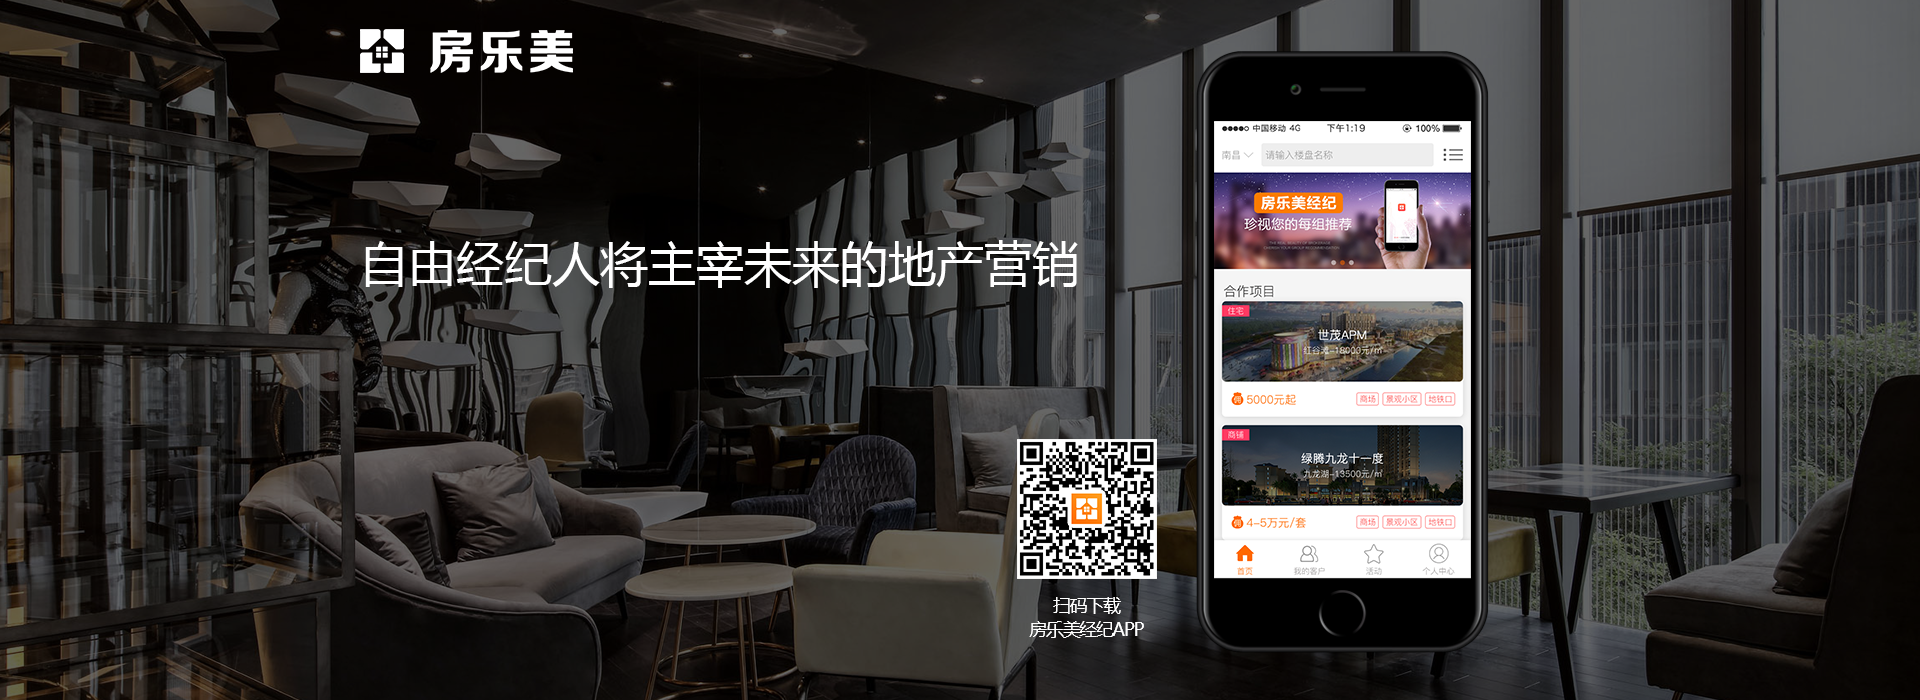 房乐美
自由经纪人将主宰未来的地产营销
扫码下载
房乐美经纪APP
中国移动 4G 下午1:19 100%
南昌 请输入楼盘名称
房乐美经纪
珍视您的每组推荐
合作项目
住宅
世茂APM
红谷滩-18000元/㎡
佣 5000元起 商场 景观小区 地铁口
商铺
绿腾九龙十一度
九龙湖-13500元/㎡
佣 4-5万元/套 商场 景观小区 地铁口
首页 我的客户 活动 个人中心